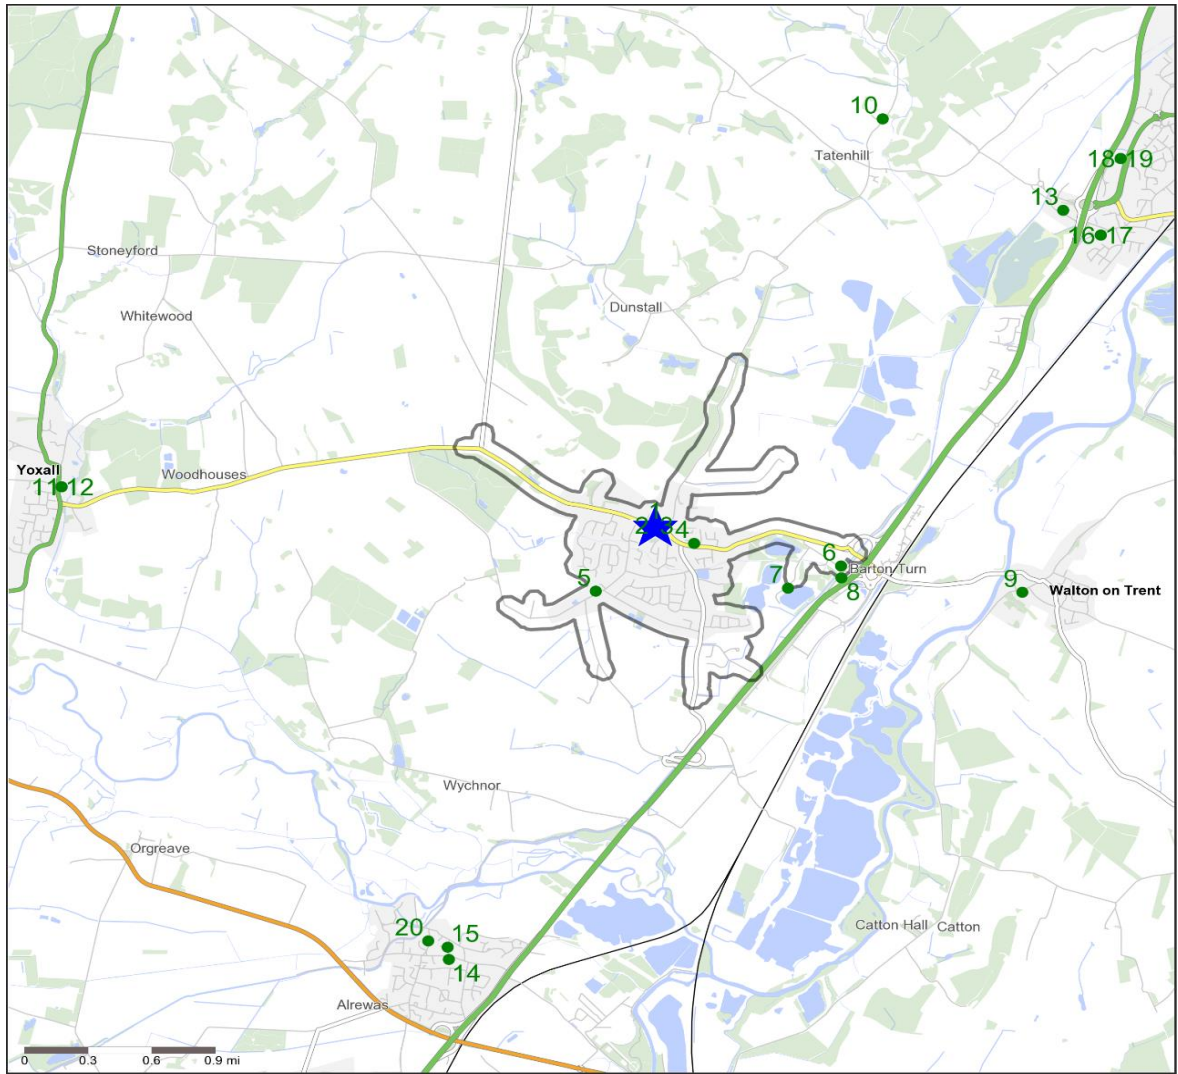 10
Tatenhill
18 19
13
16 17
Stoneyford
Whitewood
Dunstall
Yoxall
11 12
Woodhouses
1
2 3 4
5
6
Barton Turn
7
8
9
Walton on Trent
Wychnor
Orgreave
Catton Hall Catton
20
15
14
Alrewas
0 0.3 0.6 0.9 mi